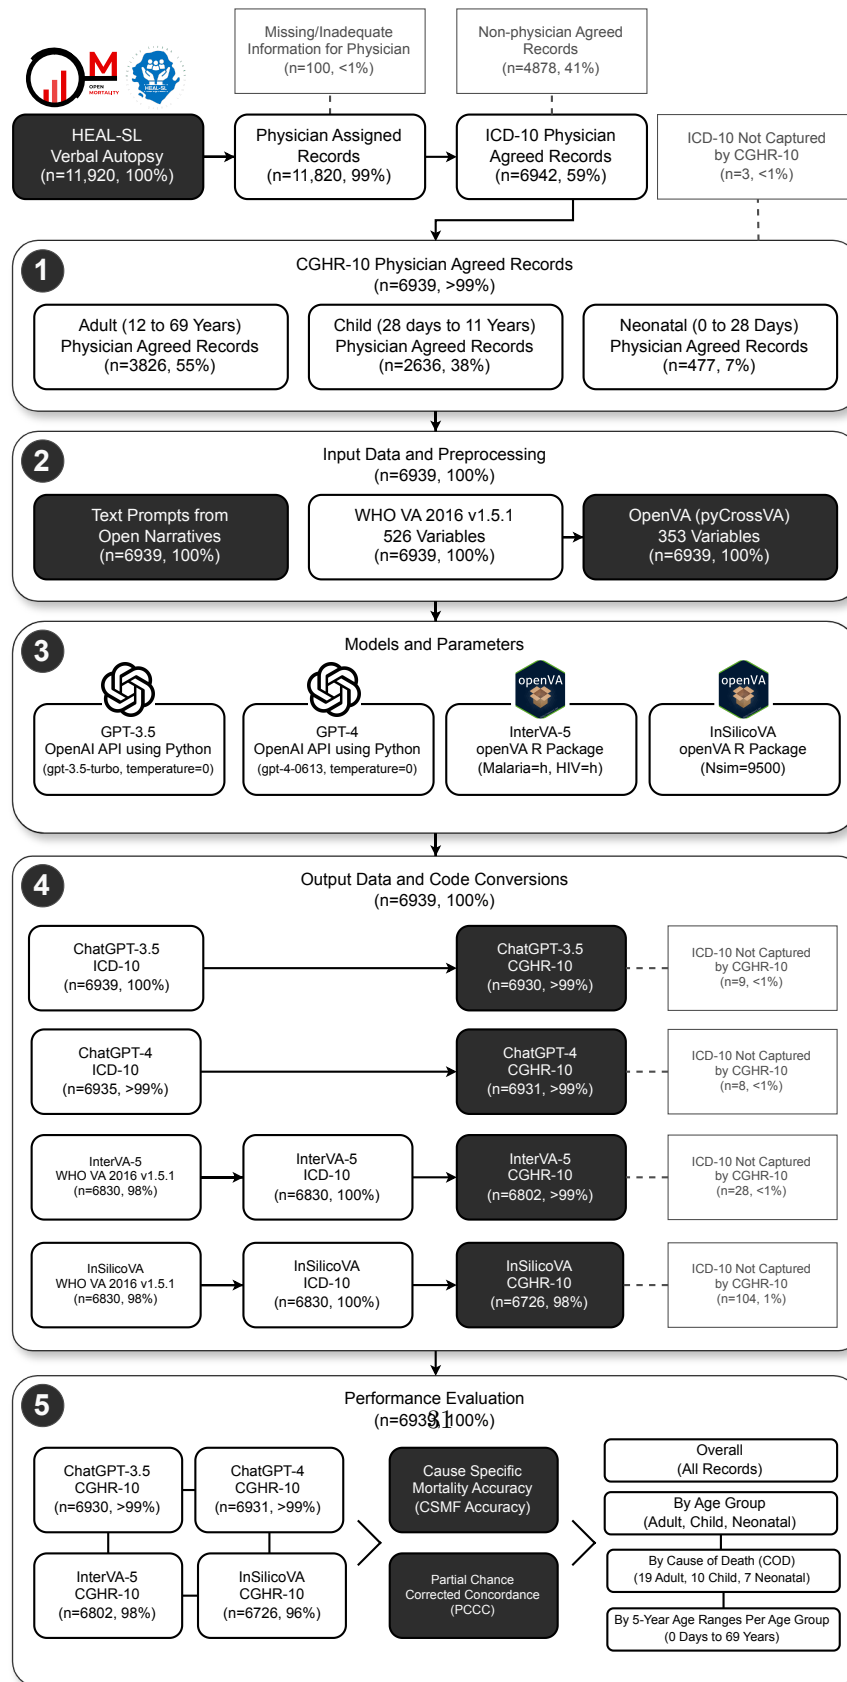 Missing/Inadequate
Information for Physician
(n=100, <1%)
Non-physician Agreed
Records
(n=4878, 41%)
M
OPEN
MORTALITY
HEAL-SL
HEAL-SL
Verbal Autopsy
(n=11,920, 100%)
Physician Assigned
Records
(n=11,820, 99%)
ICD-10 Physician
Agreed Records
(n=6942, 59%)
ICD-10 Not Captured
by CGHR-10
(n=3, <1%)
1
CGHR-10 Physician Agreed Records
(n=6939, >99%)
Adult (12 to 69 Years)
Physician Agreed Records
(n=3826, 55%)
Child (28 days to 11 Years)
Physician Agreed Records
(n=2636, 38%)
Neonatal (0 to 28 Days)
Physician Agreed Records
(n=477, 7%)
2
Input Data and Preprocessing
(n=6939, 100%)
Text Prompts from
Open Narratives
(n=6939, 100%)
WHO VA 2016 v1.5.1
526 Variables
(n=6939, 100%)
OpenVA (pyCrossVA)
353 Variables
(n=6939, 100%)
3
Models and Parameters
GPT-3.5
OpenAI API using Python
(gpt-3.5-turbo, temperature=0)
GPT-4
OpenAI API using Python
(gpt-4-0613, temperature=0)
openVA
InterVA-5
openVA R Package
(Malaria=h, HIV=h)
openVA
InSilicoVA
openVA R Package
(Nsim=9500)
4
Output Data and Code Conversions
(n=6939, 100%)
ChatGPT-3.5
ICD-10
(n=6939, 100%)
ChatGPT-3.5
CGHR-10
(n=6930, >99%)
ICD-10 Not Captured
by CGHR-10
(n=9, <1%)
ChatGPT-4
ICD-10
(n=6935, >99%)
ChatGPT-4
CGHR-10
(n=6931, >99%)
ICD-10 Not Captured
by CGHR-10
(n=8, <1%)
InterVA-5
WHO VA 2016 v1.5.1
(n=6830, 98%)
InterVA-5
ICD-10
(n=6830, 100%)
InterVA-5
CGHR-10
(n=6802, >99%)
ICD-10 Not Captured
by CGHR-10
(n=28, <1%)
InSilicoVA
WHO VA 2016 v1.5.1
(n=6830, 98%)
InSilicoVA
ICD-10
(n=6830, 100%)
InSilicoVA
CGHR-10
(n=6726, 98%)
ICD-10 Not Captured
by CGHR-10
(n=104, 1%)
5
Performance Evaluation
(n=6939, 100%)
31
ChatGPT-3.5
CGHR-10
(n=6930, >99%)
ChatGPT-4
CGHR-10
(n=6931, >99%)
InterVA-5
CGHR-10
(n=6802, 98%)
InSilicoVA
CGHR-10
(n=6726, 96%)
Cause Specific
Mortality Accuracy
(CSMF Accuracy)
Partial Chance
Corrected Concordance
(PCCC)
Overall
(All Records)
By Age Group
(Adult, Child, Neonatal)
By Cause of Death (COD)
(19 Adult, 10 Child, 7 Neonatal)
By 5-Year Age Ranges Per Age Group
(0 Days to 69 Years)